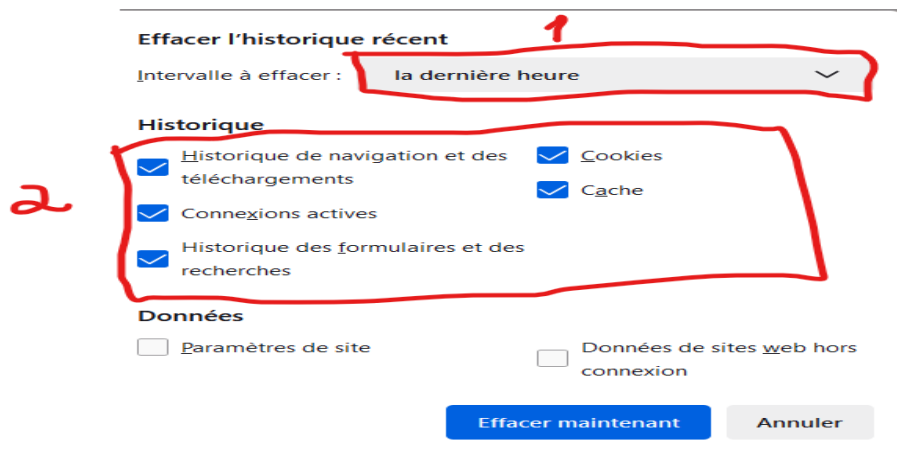 1
Effacer l’historique récent
Intervalle à effacer : la dernière heure
Historique
2
Historique de navigation et des téléchargements
Cookies
Cache
Connexions actives
Historique des formulaires et des recherches
Données
Paramètres de site
Données de sites web hors connexion
Effacer maintenant
Annuler